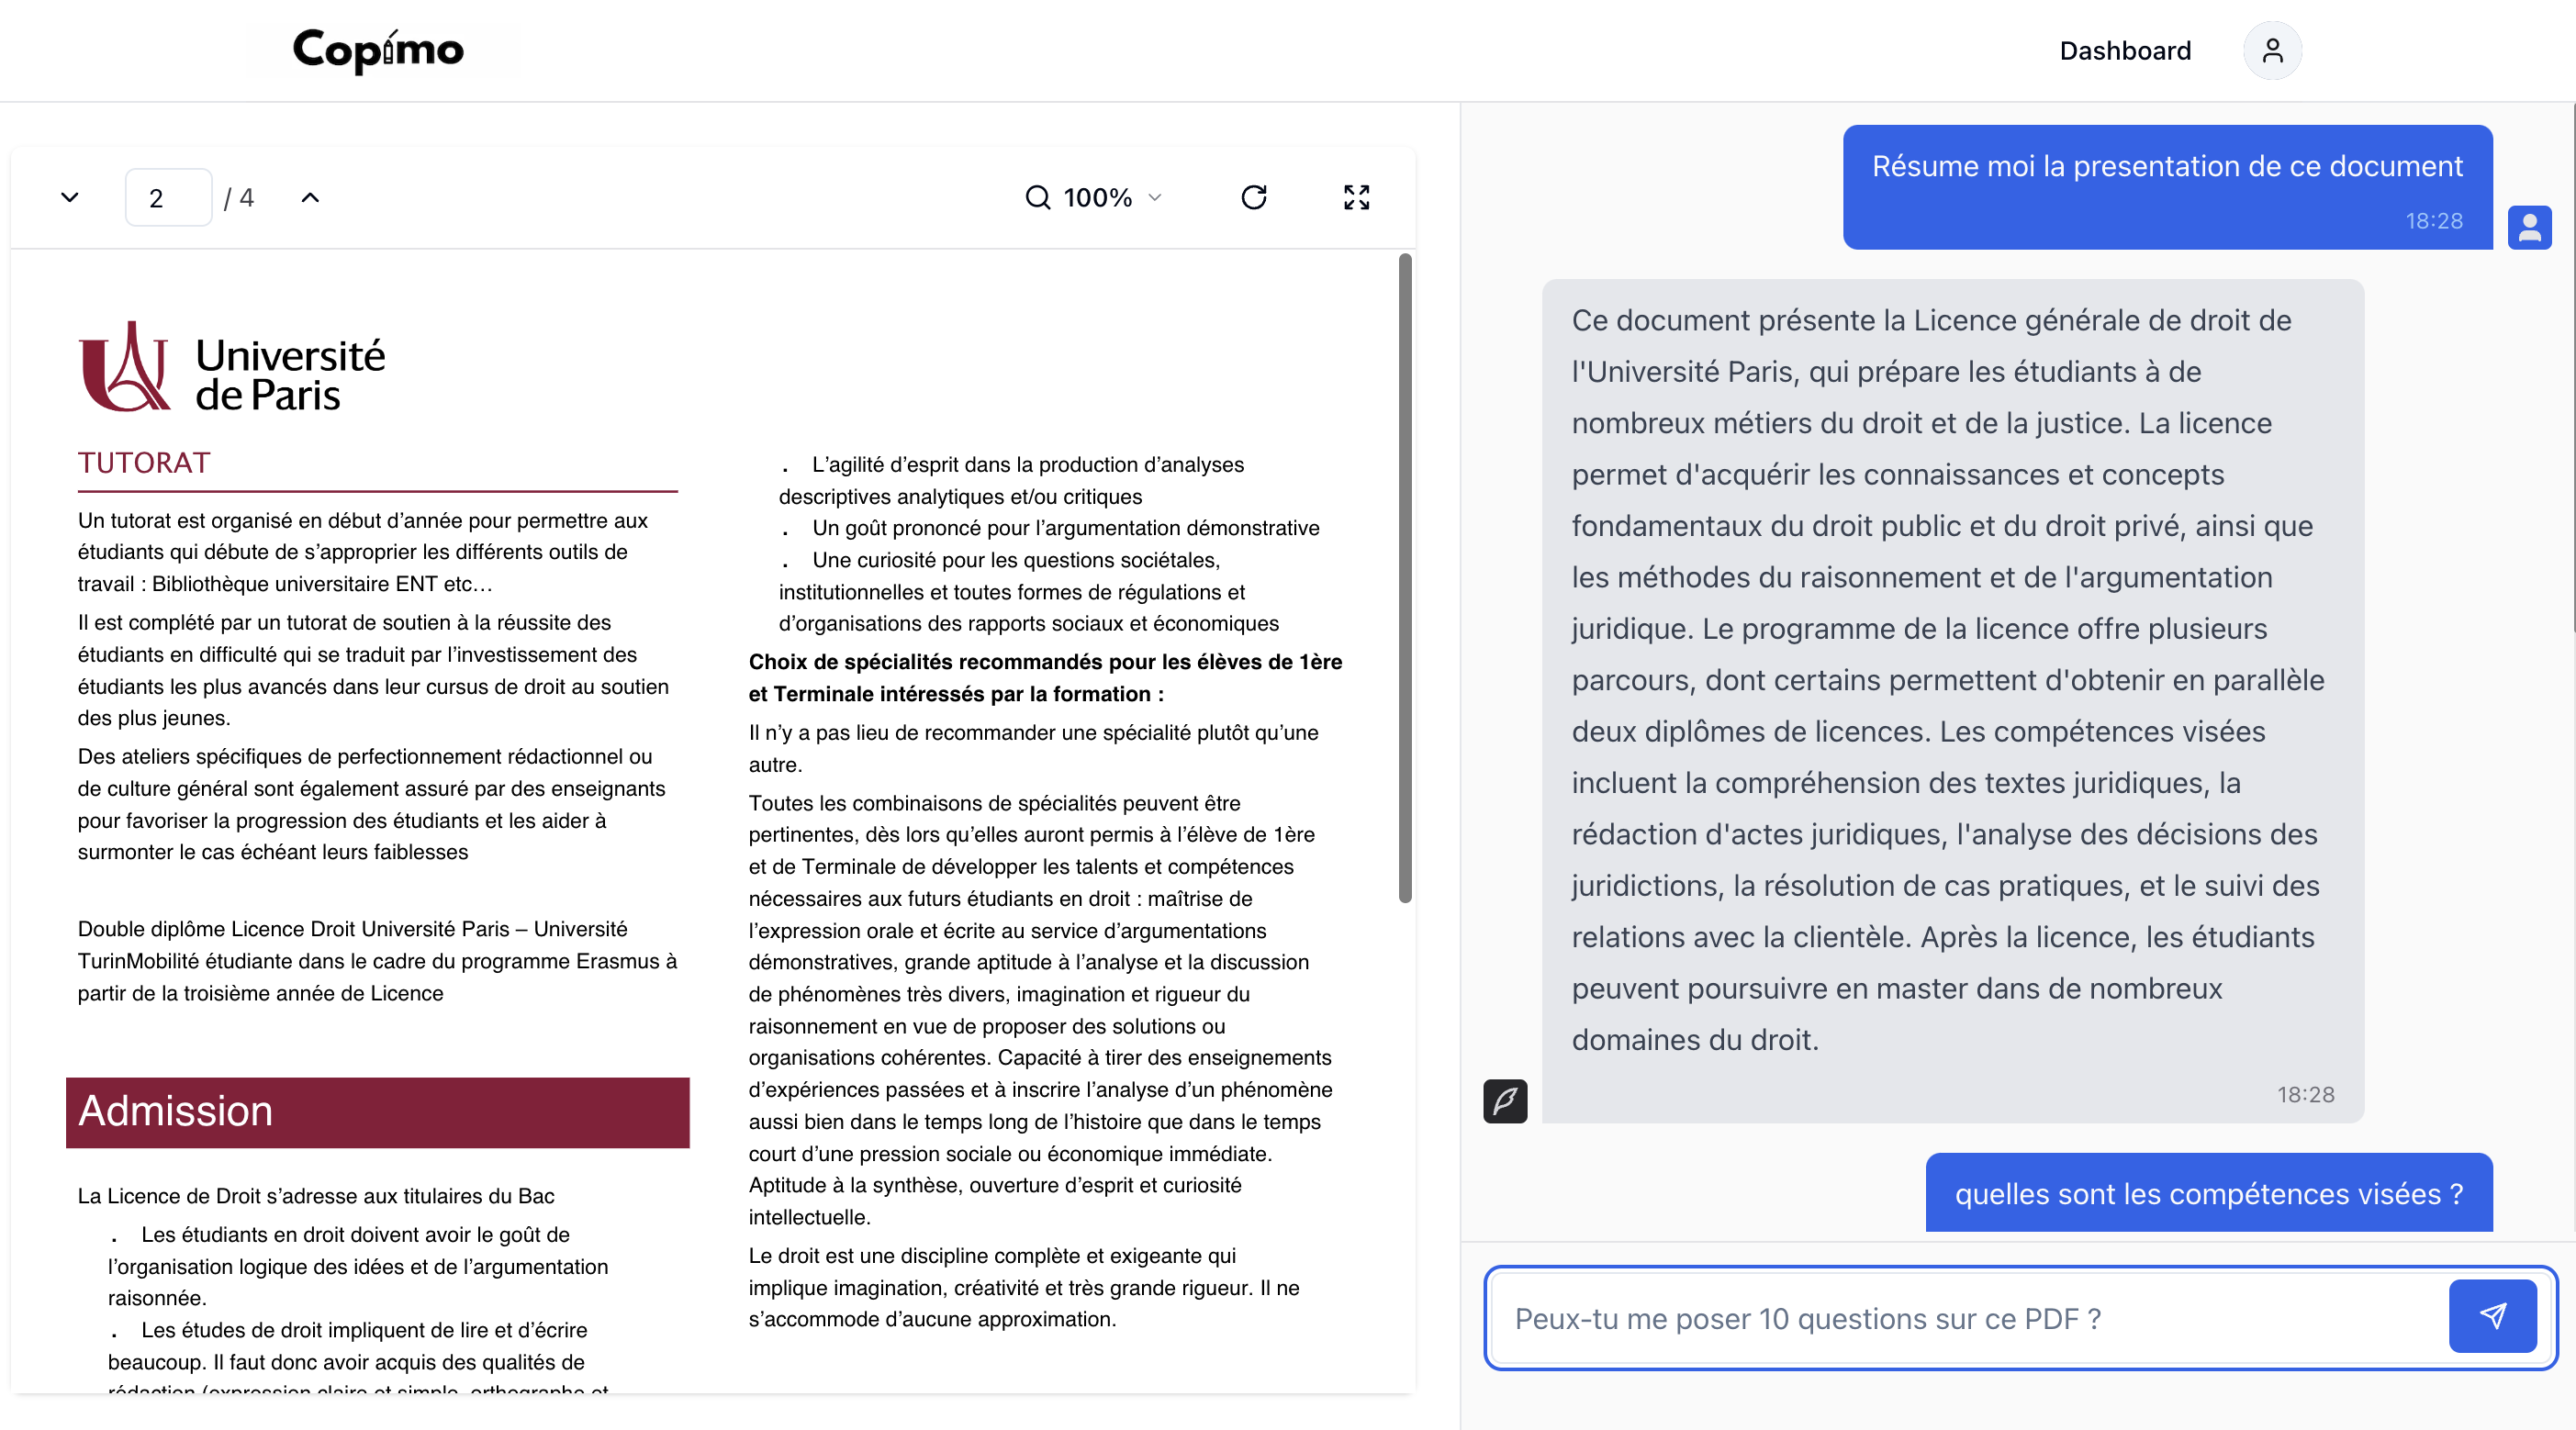 Copimo
Dashboard
2 / 4
100%
Université
de Paris
TUTORAT
Un tutorat est organisé en début d’année pour permettre aux
étudiants qui débute de s’approprier les différents outils de
travail : Bibliothèque universitaire ENT etc…
Il est complété par un tutorat de soutien à la réussite des
étudiants en difficulté qui se traduit par l’investissement des
étudiants les plus avancés dans leur cursus de droit au soutien
des plus jeunes.
Des ateliers spécifiques de perfectionnement rédactionnel ou
de culture général sont également assuré par des enseignants
pour favoriser la progression des étudiants et les aider à
surmonter le cas échéant leurs faiblesses
Double diplôme Licence Droit Université Paris – Université
TurinMobilité étudiante dans le cadre du programme Erasmus à
partir de la troisième année de Licence
Admission
La Licence de Droit s’adresse aux titulaires du Bac
. Les étudiants en droit doivent avoir le goût de
l’organisation logique des idées et de l’argumentation
raisonnée.
. Les études de droit impliquent de lire et d’écrire
beaucoup. Il faut donc avoir acquis des qualités de
rédaction (expression claire et simple, orthographe et
. L’agilité d’esprit dans la production d’analyses
descriptives analytiques et/ou critiques
. Un goût prononcé pour l’argumentation démonstrative
. Une curiosité pour les questions sociétales,
institutionnelles et toutes formes de régulations et
d’organisations des rapports sociaux et économiques
Choix de spécialités recommandés pour les élèves de 1ère
et Terminale intéressés par la formation :
Il n’y a pas lieu de recommander une spécialité plutôt qu’une
autre.
Toutes les combinaisons de spécialités peuvent être
pertinentes, dès lors qu’elles auront permis à l’élève de 1ère
et de Terminale de développer les talents et compétences
nécessaires aux futurs étudiants en droit : maîtrise de
l’expression orale et écrite au service d’argumentations
démonstratives, grande aptitude à l’analyse et la discussion
de phénomènes très divers, imagination et rigueur du
raisonnement en vue de proposer des solutions ou
organisations cohérentes. Capacité à tirer des enseignements
d’expériences passées et à inscrire l’analyse d’un phénomène
aussi bien dans le temps long de l’histoire que dans le temps
court d’une pression sociale ou économique immédiate.
Aptitude à la synthèse, ouverture d’esprit et curiosité
intellectuelle.
Le droit est une discipline complète et exigeante qui
implique imagination, créativité et très grande rigueur. Il ne
s’accommode d’aucune approximation.
Résume moi la presentation de ce document
18:28
Ce document présente la Licence générale de droit de
l'Université Paris, qui prépare les étudiants à de
nombreux métiers du droit et de la justice. La licence
permet d'acquérir les connaissances et concepts
fondamentaux du droit public et du droit privé, ainsi que
les méthodes du raisonnement et de l'argumentation
juridique. Le programme de la licence offre plusieurs
parcours, dont certains permettent d'obtenir en parallèle
deux diplômes de licences. Les compétences visées
incluent la compréhension des textes juridiques, la
rédaction d'actes juridiques, l'analyse des décisions des
juridictions, la résolution de cas pratiques, et le suivi des
relations avec la clientèle. Après la licence, les étudiants
peuvent poursuivre en master dans de nombreux
domaines du droit.
18:28
quelles sont les compétences visées ?
Peux-tu me poser 10 questions sur ce PDF ?